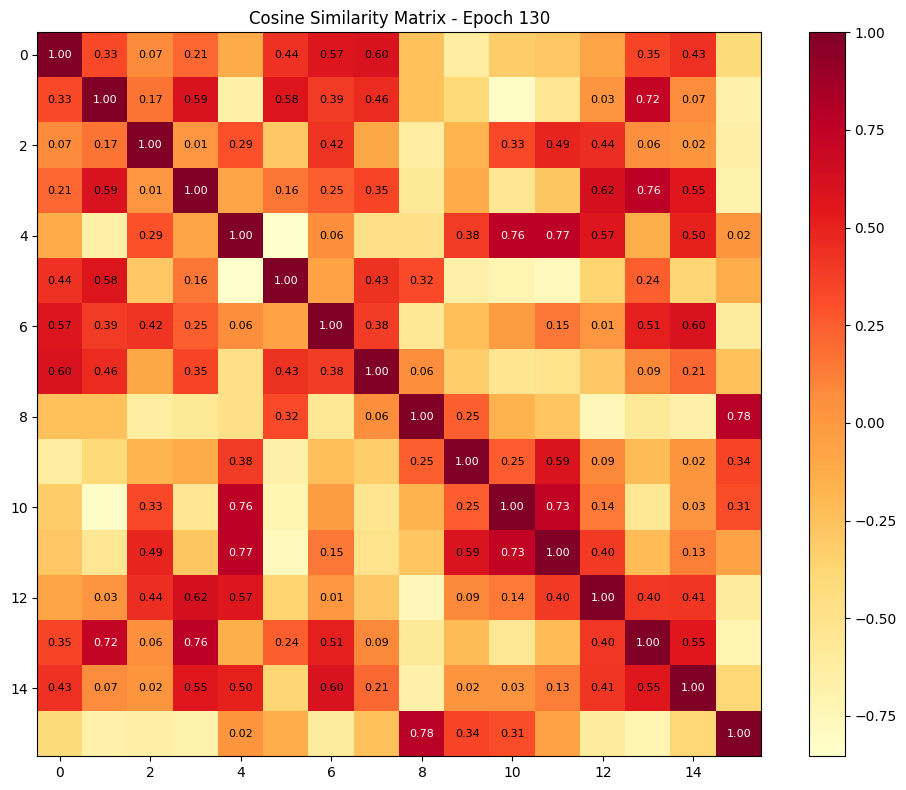 Cosine Similarity Matrix - Epoch 130
0 1.00 0.33 0.07 0.21 0.44 0.57 0.60 0.35 0.43
0.33 1.00 0.17 0.59 0.58 0.39 0.46 0.03 0.72 0.07
2 0.07 0.17 1.00 0.01 0.29 0.42 0.33 0.49 0.44 0.06 0.02
0.21 0.59 0.01 1.00 0.16 0.25 0.35 0.62 0.76 0.55
4 0.29 1.00 0.06 0.38 0.76 0.77 0.57 0.50 0.02
0.44 0.58 0.16 1.00 0.43 0.32 0.24
6 0.57 0.39 0.42 0.25 0.06 1.00 0.38 0.15 0.01 0.51 0.60
0.60 0.46 0.35 0.43 0.38 1.00 0.06 0.09 0.21
8 0.32 0.06 1.00 0.25 0.78
0.38 0.25 1.00 0.25 0.59 0.09 0.02 0.34
10 0.33 0.76 0.25 1.00 0.73 0.14 0.03 0.31
0.49 0.77 0.15 0.59 0.73 1.00 0.40 0.13
12 0.03 0.44 0.62 0.57 0.01 0.09 0.14 0.40 1.00 0.40 0.41
0.35 0.72 0.06 0.76 0.24 0.51 0.09 0.40 1.00 0.55
14 0.43 0.07 0.02 0.55 0.50 0.60 0.21 0.02 0.03 0.13 0.41 0.55 1.00
0.02 0.78 0.34 0.31 1.00
0 2 4 6 8 10 12 14
1.00
0.75
0.50
0.25
0.00
−0.25
−0.50
−0.75